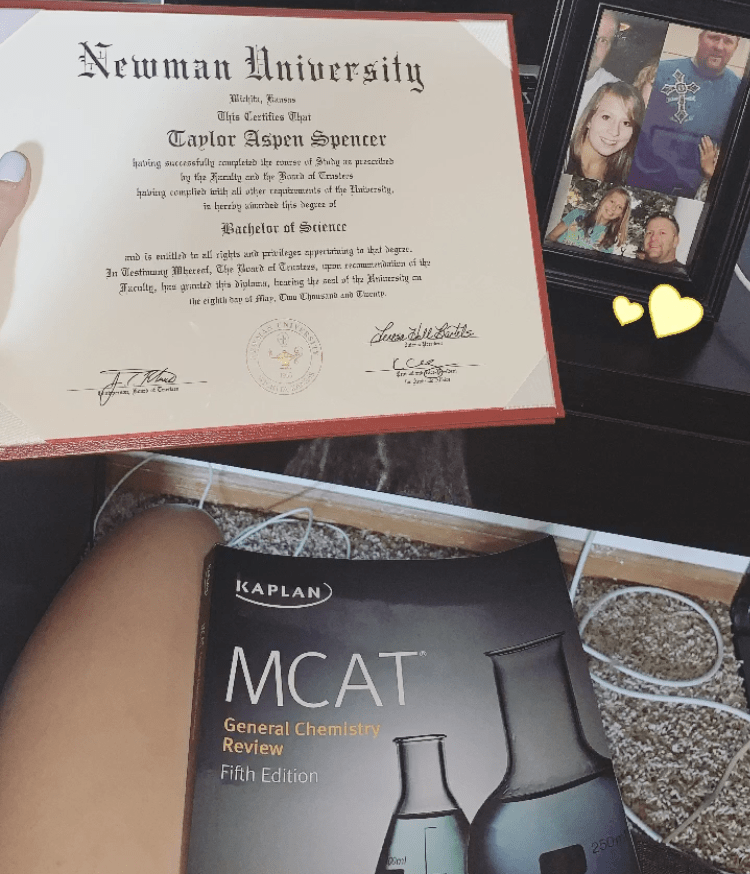 Newman University
Wichita, Kansas
This Certifies That
Taylor Aspen Spencer
having successfully completed the course of Study as prescribed
by the Faculty and the Board of Trustees
having complied with all other requirements of the University,
is hereby awarded this degree of
Bachelor of Science
and is entitled to all rights and privileges appertaining to that degree.
In Testimony Whereof, The Board of Trustees, upon recommendation of the
Faculty, has granted this diploma, bearing the seal of the University on
the eighth day of May, Two Thousand and Twenty.
NEWMAN UNIVERSITY
KAPLAN
MCAT®
General Chemistry
Review
Fifth Edition
250